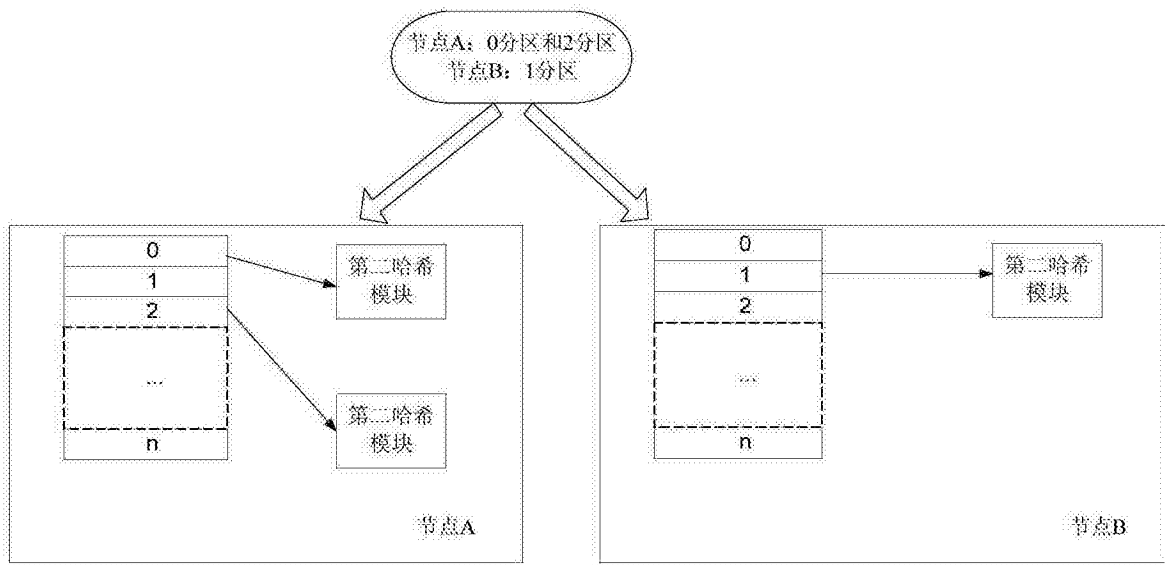 节点A：0分区和2分区
节点B：1分区
0
1
2
...
n
第二哈希
模块
第二哈希
模块
节点A
0
1
2
...
n
第二哈希
模块
节点B